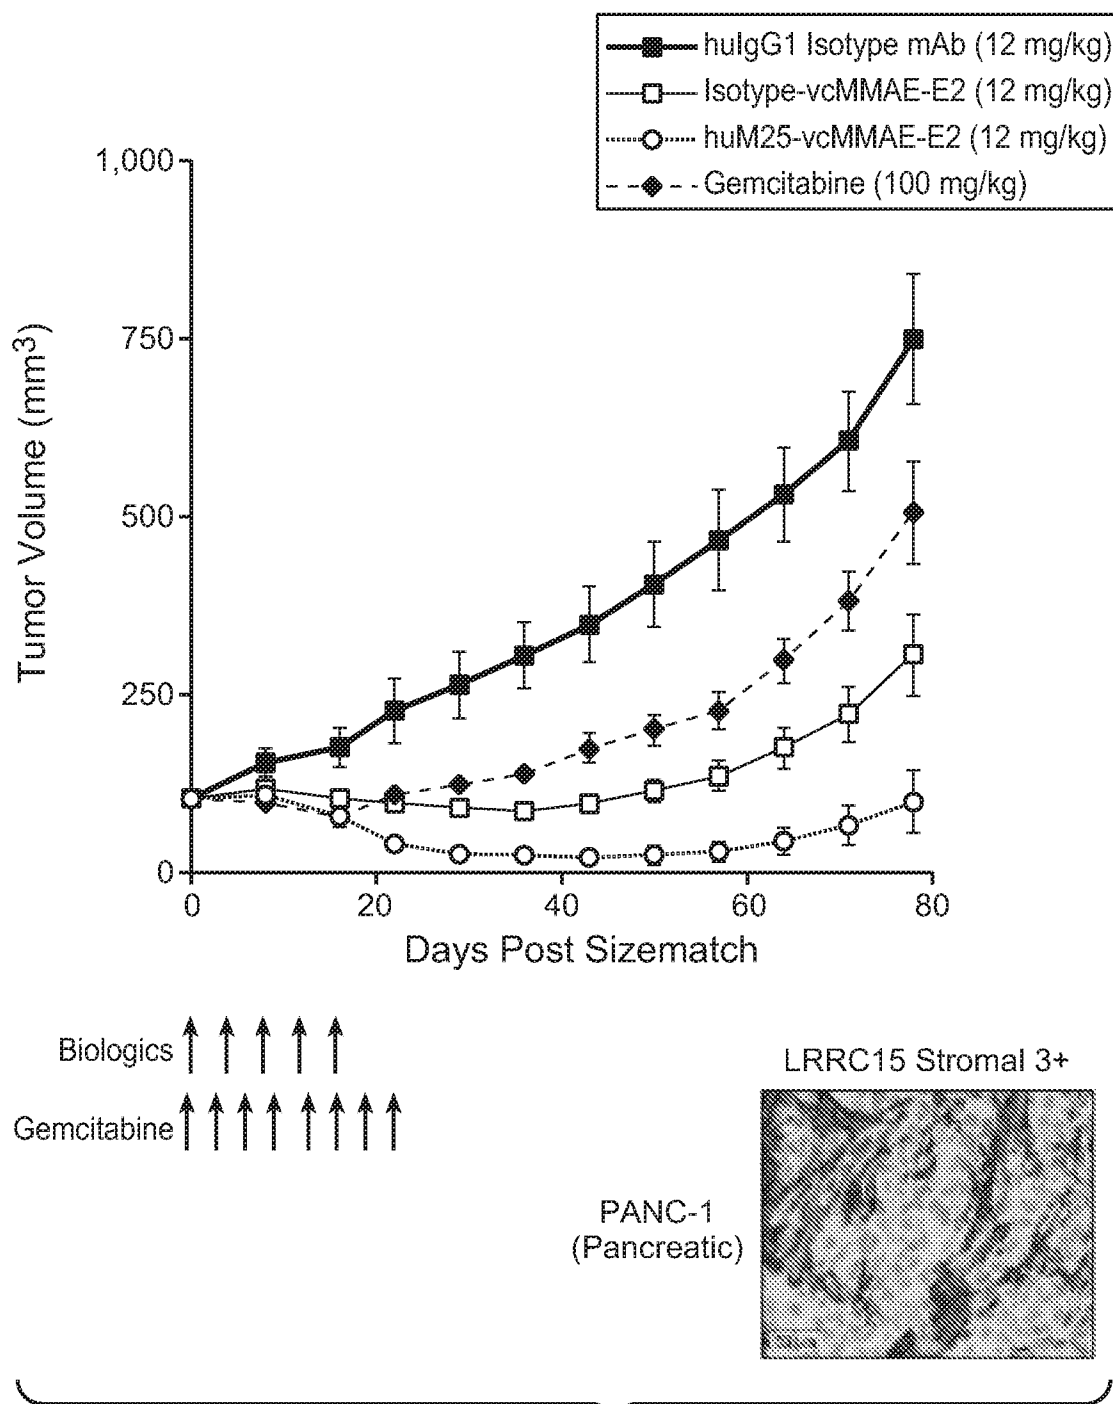 huIgG1 Isotype mAb (12 mg/kg)
Isotype-vcMMAE-E2 (12 mg/kg)
huM25-vcMMAE-E2 (12 mg/kg)
Gemcitabine (100 mg/kg)
Tumor Volume (mm³)
1,000
750
500
250
0
0 20 40 60 80
Days Post Sizematch
Biologics
Gemcitabine
LRRC15 Stromal 3+
PANC-1
(Pancreatic)